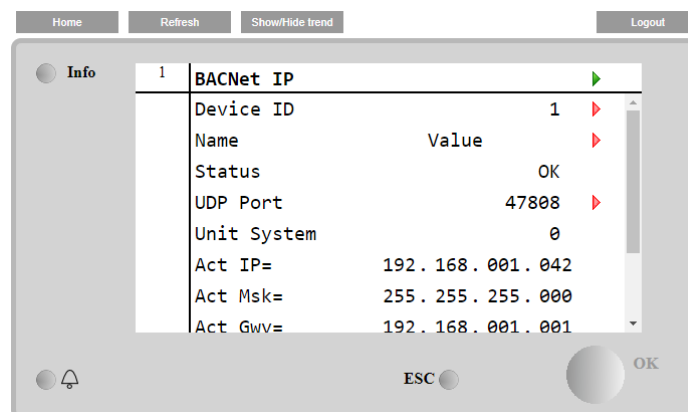 Home Refresh Show/Hide trend Logout
Info
1 BACNet IP
Device ID 1
Name Value
Status OK
UDP Port 47808
Unit System 0
Act IP= 192.168.001.042
Act Msk= 255.255.255.000
Act Gwy= 192.168.001.001
ESC OK